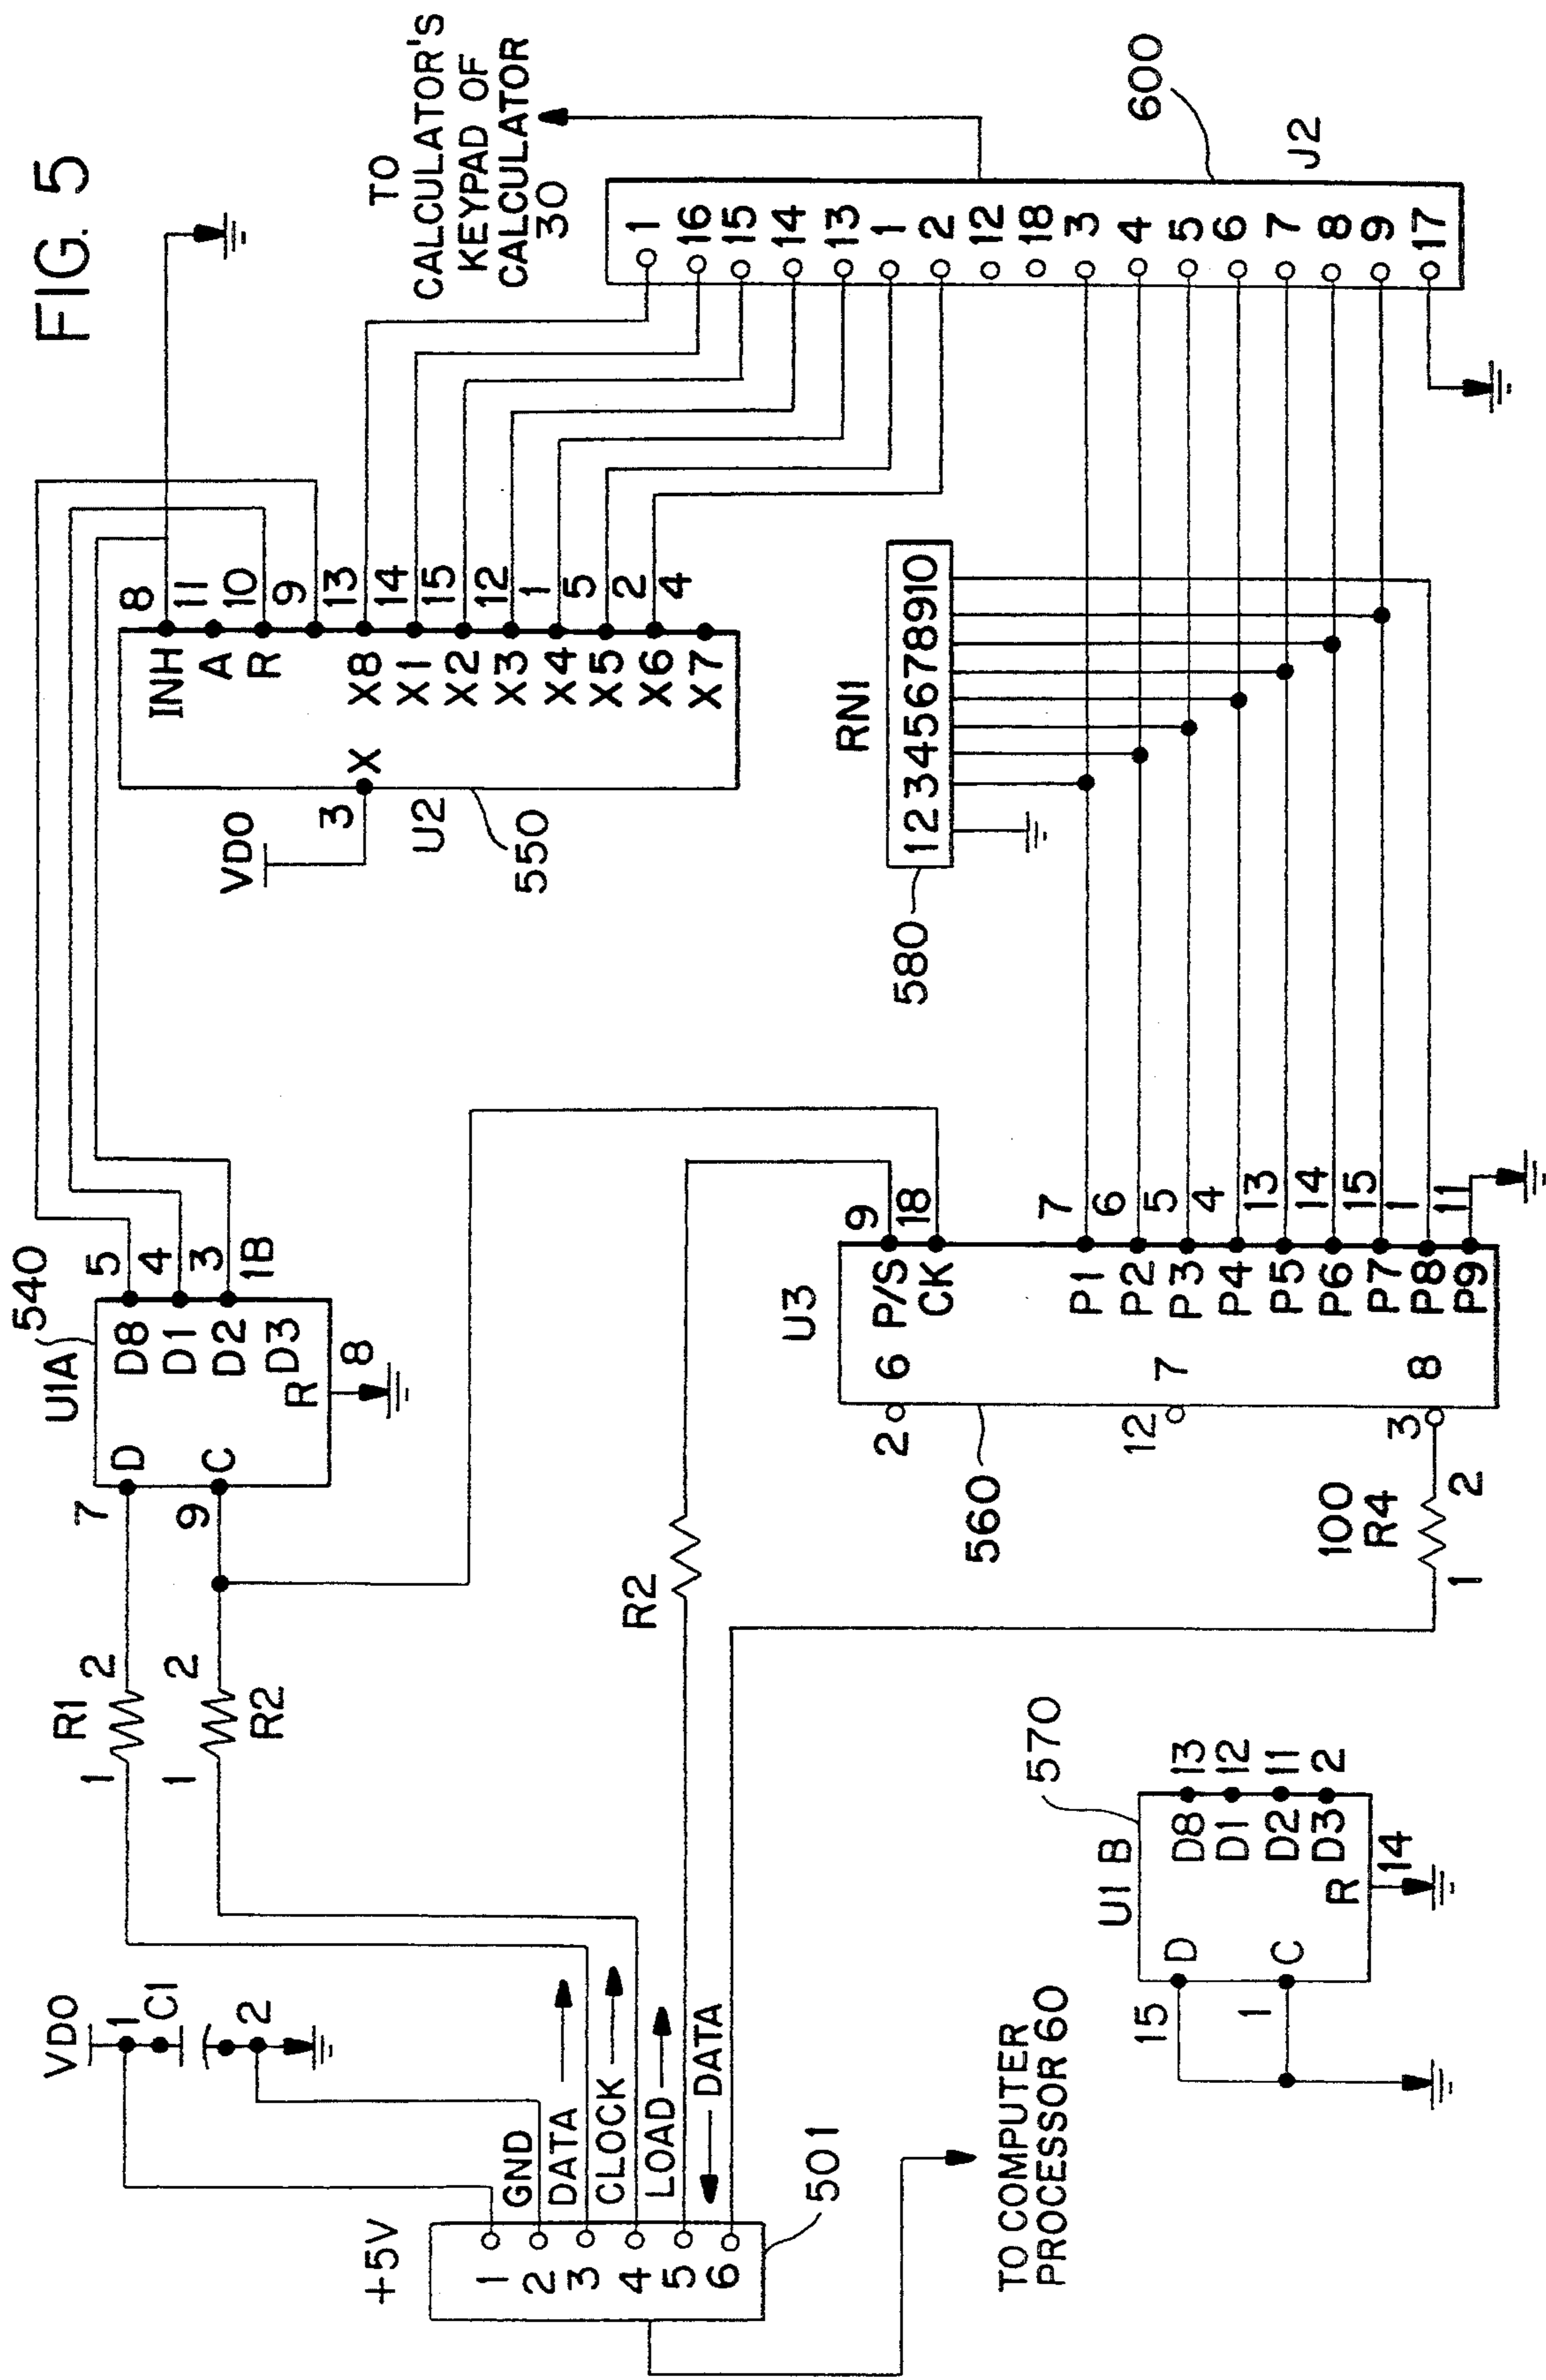 FIG. 5
VDO
1
C1
2
+5V
1
2
3
4
5
6
GND
DATA
CLOCK
LOAD
DATA
501
TO COMPUTER
PROCESSOR 60
R1
1
2
1
2
R2
R2
U1A
540
7
9
D
C
D8
D1
D2
D3
R
5
4
3
1B
8
VDO
3
X
U2
550
INH
A
R
X8
X1
X2
X3
X4
X5
X6
X7
8
11
10
9
13
14
15
12
1
5
2
4
TO
CALCULATOR'S
KEYPAD OF
CALCULATOR
30
1
16
15
14
13
1
2
12
18
3
4
5
6
7
8
9
17
600
J2
RN1
12345678910
580
U3
560
2
6
12
7
3
8
P/S
CK
P1
P2
P3
P4
P5
P6
P7
P8
P9
9
18
7
6
5
4
13
14
15
1
11
100
R4
1
2
U1 B
570
15
1
D
C
D8
D1
D2
D3
R
13
12
11
2
14